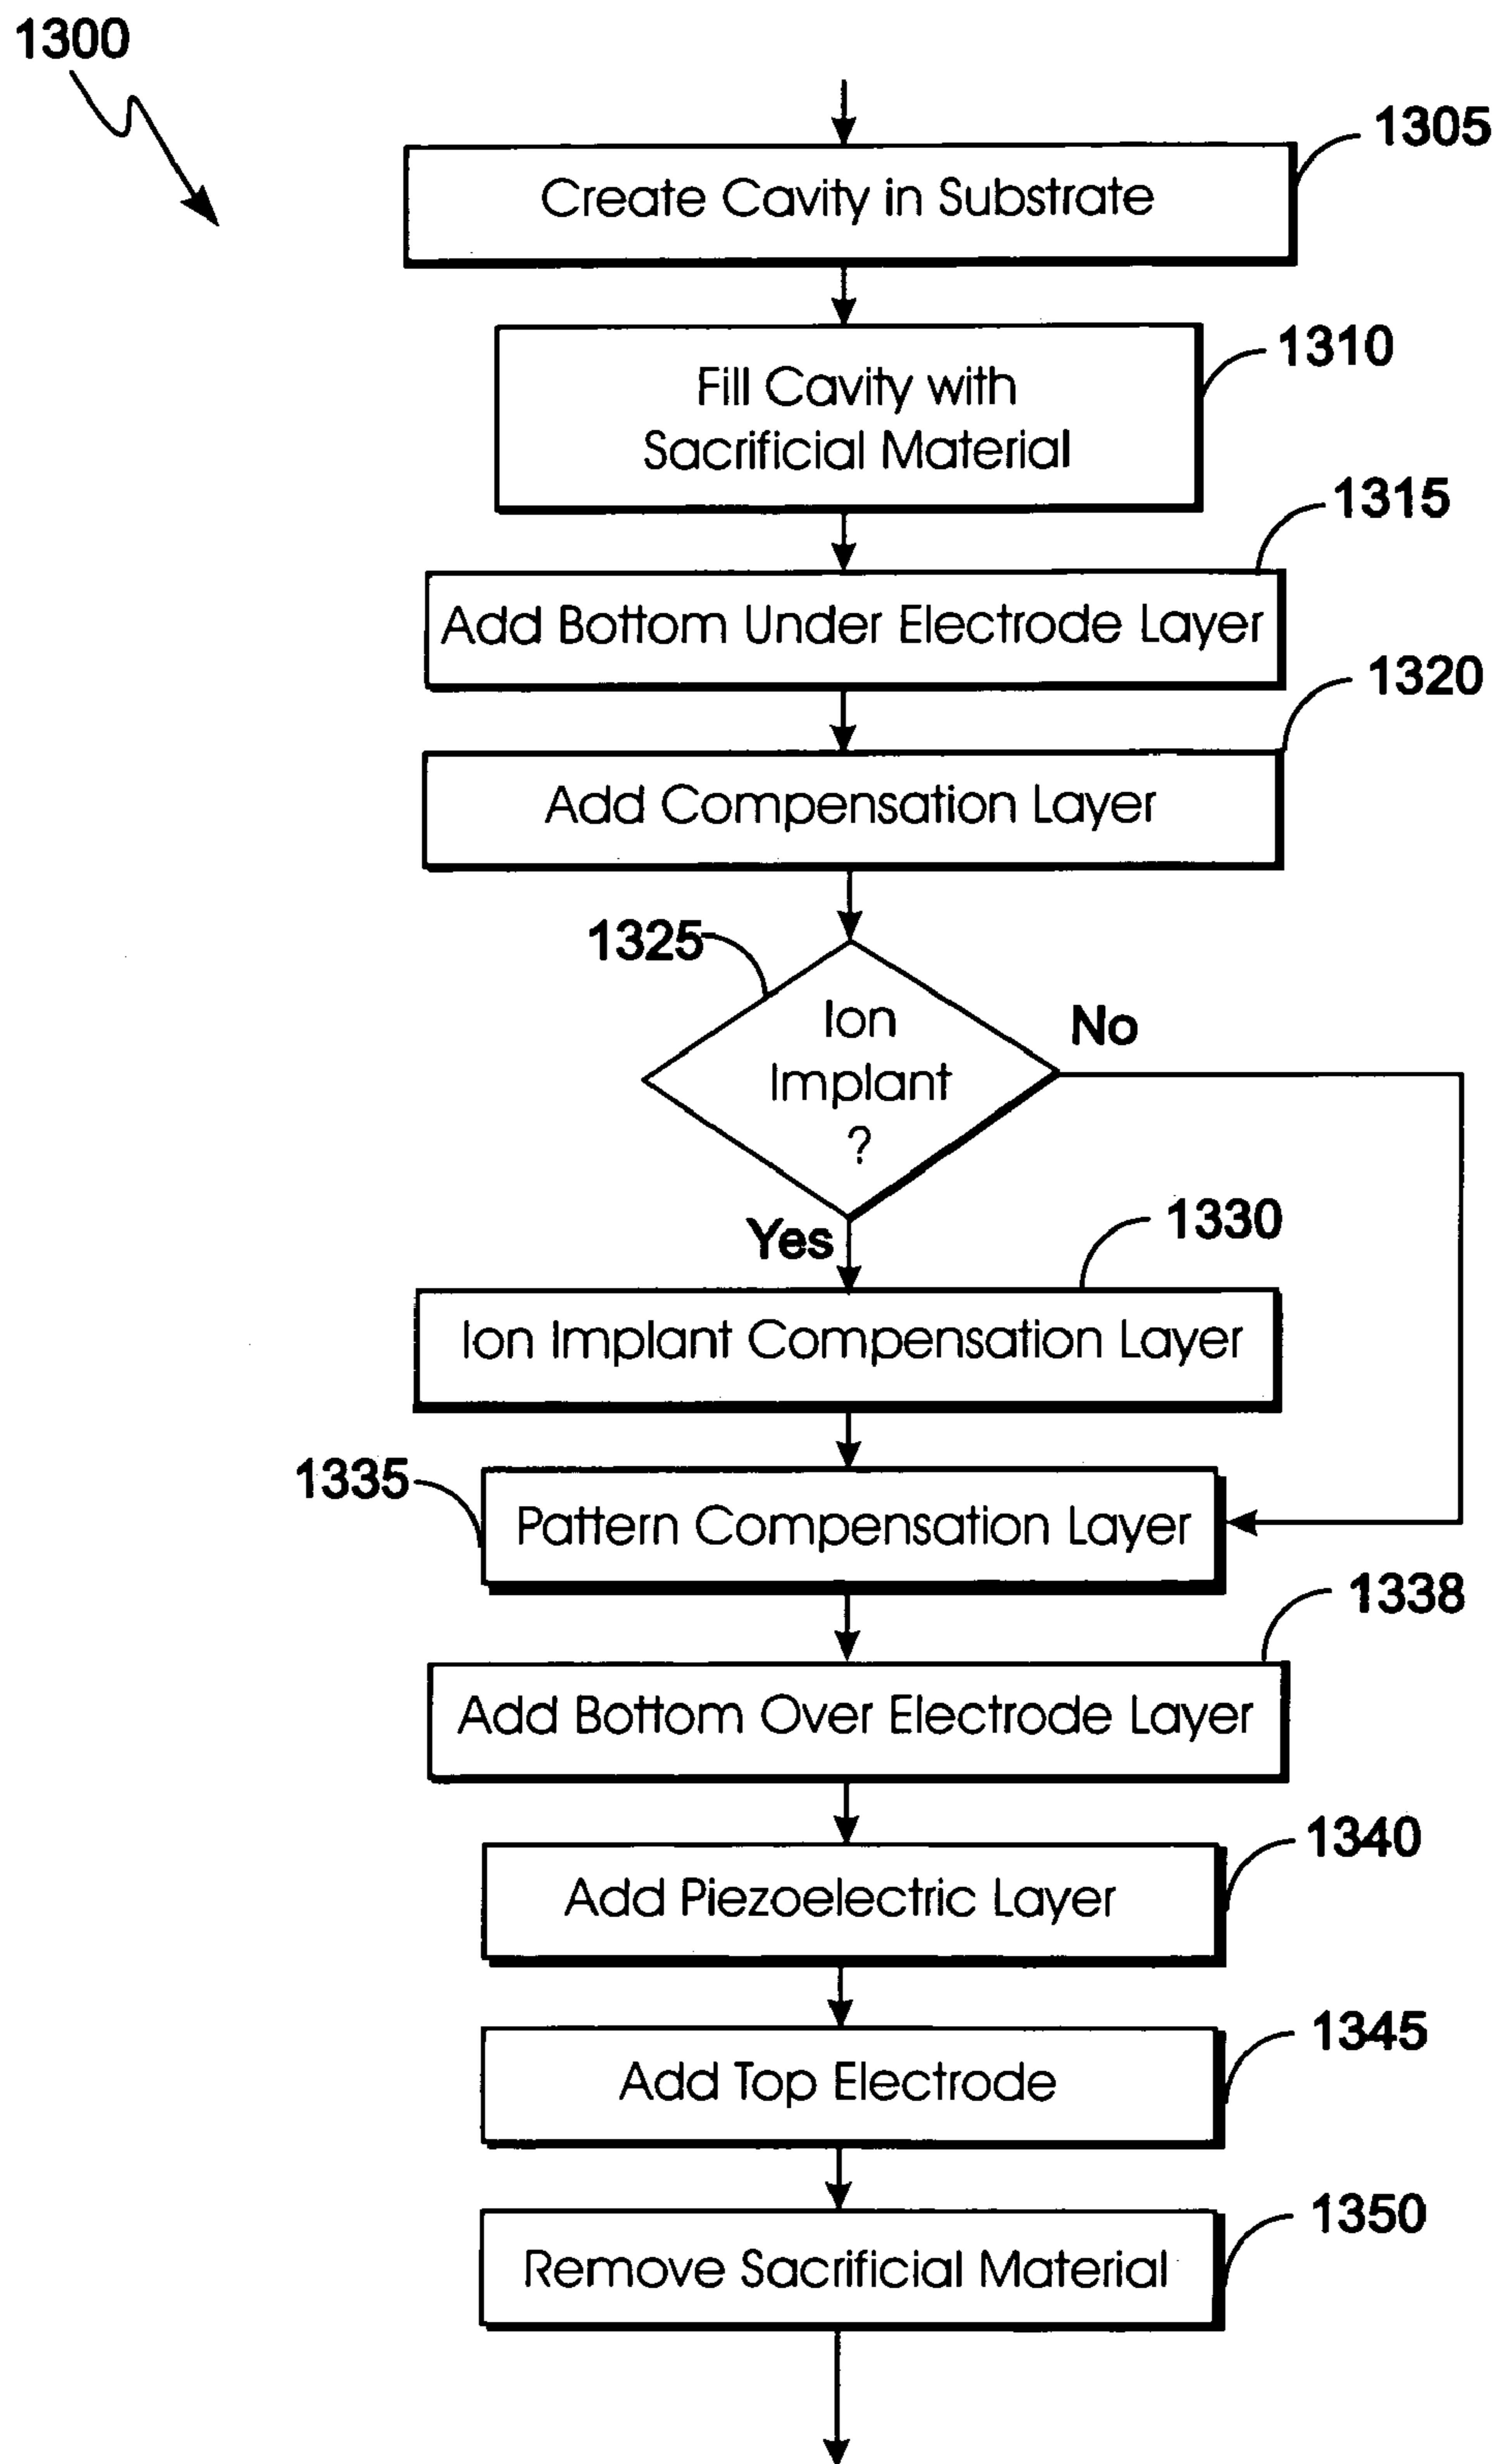 1300
1305
Create Cavity in Substrate
1310
Fill Cavity with
Sacrificial Material
1315
Add Bottom Under Electrode Layer
1320
Add Compensation Layer
1325
Ion
Implant
?
No
Yes
1330
Ion Implant Compensation Layer
1335
Pattern Compensation Layer
1338
Add Bottom Over Electrode Layer
1340
Add Piezoelectric Layer
1345
Add Top Electrode
1350
Remove Sacrificial Material